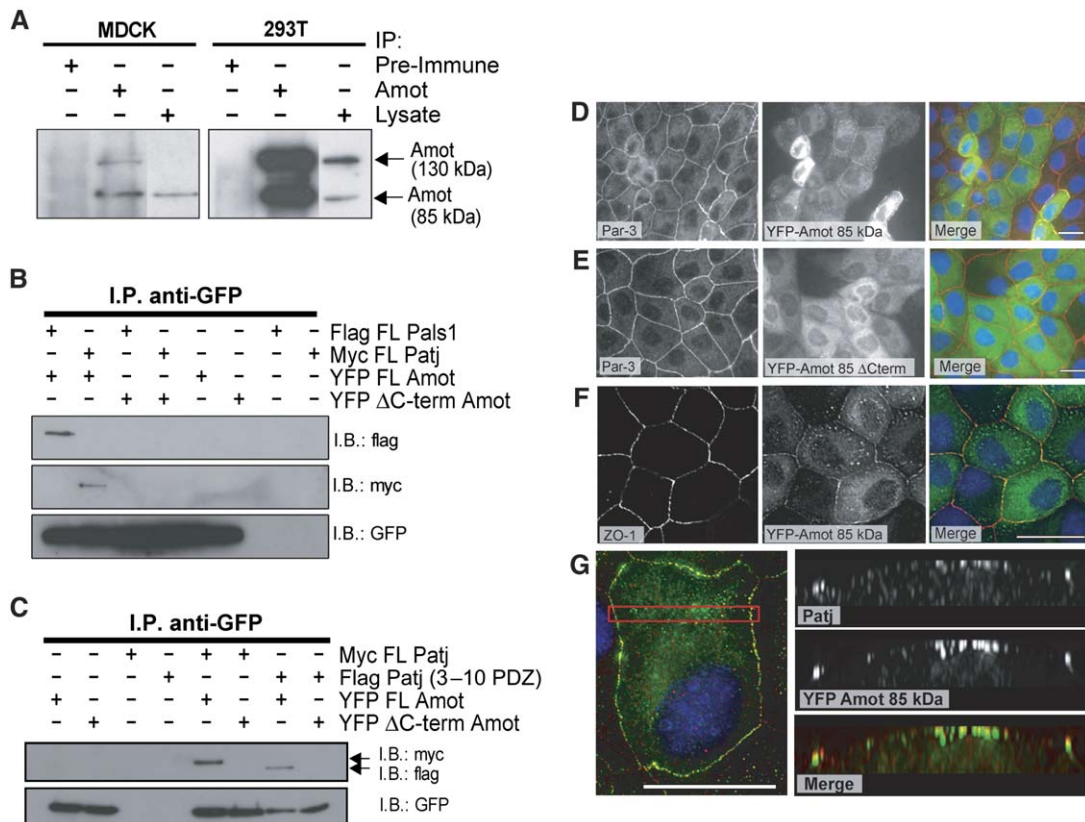 A
MDCK 293T IP:
+ – – + – – Pre-Immune
– + – – + – Amot
– – + – – + Lysate
Amot
(130 kDa)
Amot
(85 kDa)
B
I.P. anti-GFP
+ – + – – – + – Flag FL Pals1
– + – + – – – + Myc FL Patj
+ + – – + – – – YFP FL Amot
– – + + – + – – YFP ΔC-term Amot
I.B.: flag
I.B.: myc
I.B.: GFP
C
I.P. anti-GFP
– – + – + + – – Myc FL Patj
– – – + – – + + Flag Patj (3–10 PDZ)
+ – – – + – + – YFP FL Amot
– + – – – + – + YFP ΔC-term Amot
I.B.: myc
I.B.: flag
I.B.: GFP
D
Par-3 YFP-Amot 85 kDa Merge
E
Par-3 YFP-Amot 85 ΔCterm Merge
F
ZO-1 YFP-Amot 85 kDa Merge
G
Patj
YFP Amot 85 kDa
Merge